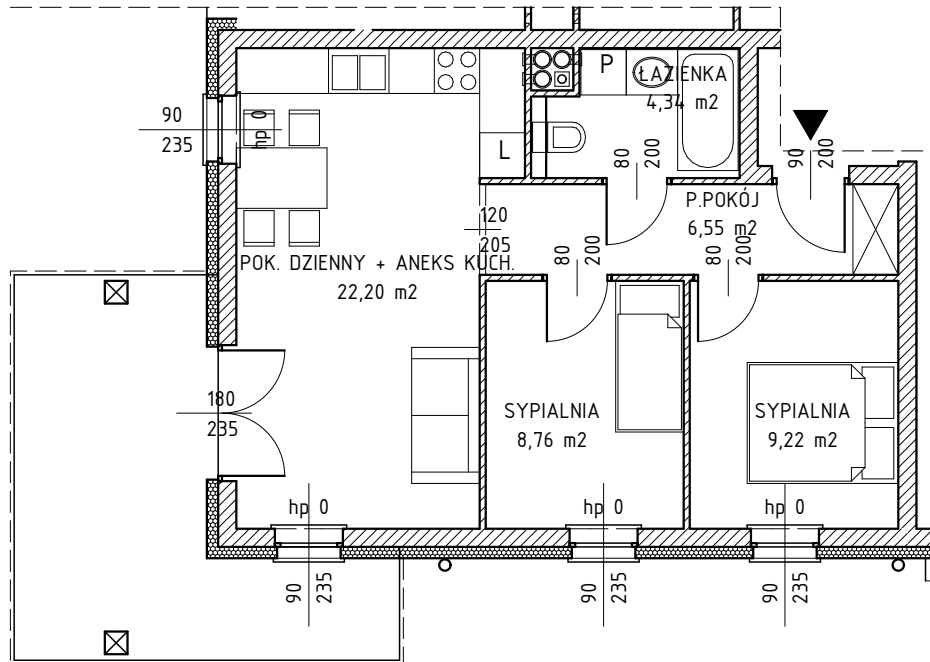 P
ŁAZIENKA
4,34 m2
90
235
hp 0
L
80
200
90
200
P.POKÓJ
6,55 m2
120
205
POK. DZIENNY + ANEKS KUCH.
22,20 m2
80
200
80
200
180
235
SYPIALNIA
8,76 m2
SYPIALNIA
9,22 m2
hp 0
hp 0
hp 0
90
235
90
235
90
235